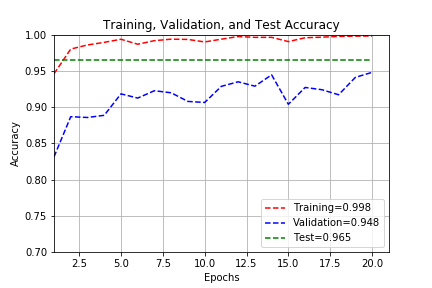 Training, Validation, and Test Accuracy
1.00
0.95
0.90
0.85
0.80
0.75
0.70
Accuracy
Training=0.998
Validation=0.948
Test=0.965
2.5 5.0 7.5 10.0 12.5 15.0 17.5 20.0
Epochs